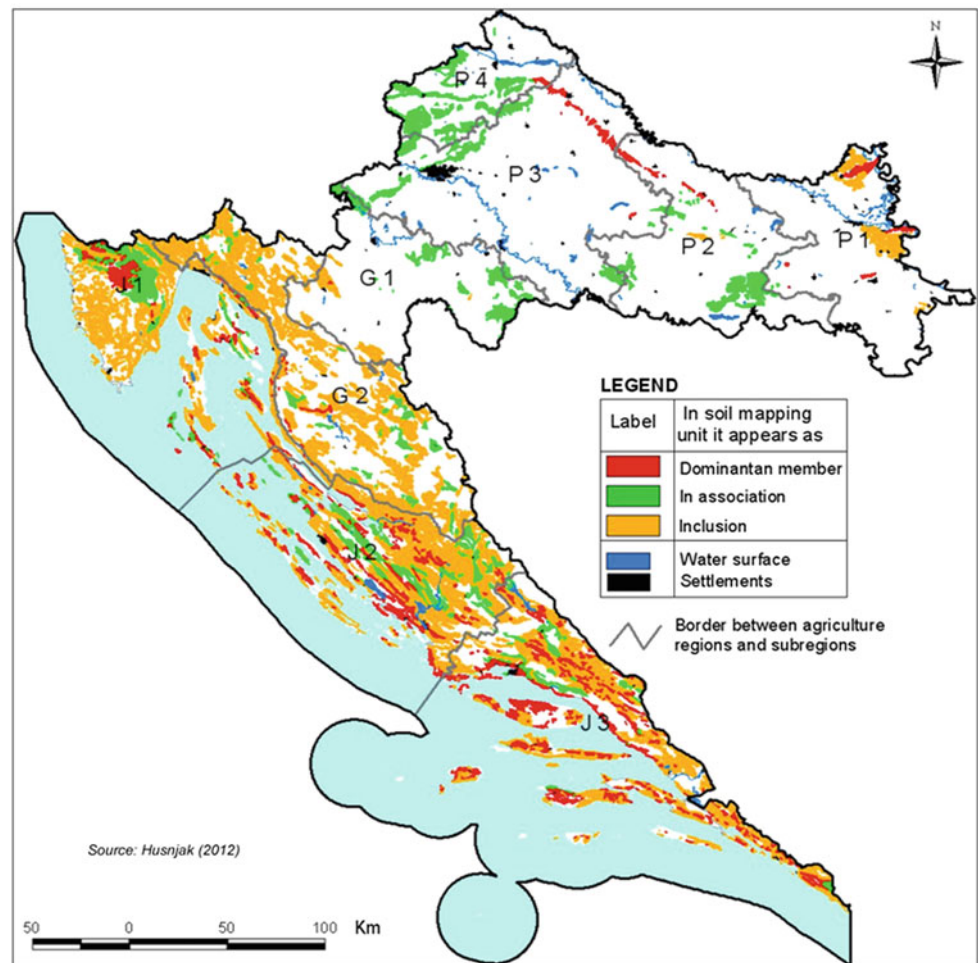 N
P 4
P 3
P 2
P 1
G 1
J 1
G 2
J 2
J 3
LEGEND
Label
In soil mapping
unit it appears as
Dominantan member
In association
Inclusion
Water surface
Settlements
Border between agriculture
regions and subregions
Source: Husnjak (2012)
50 0 50 100 Km